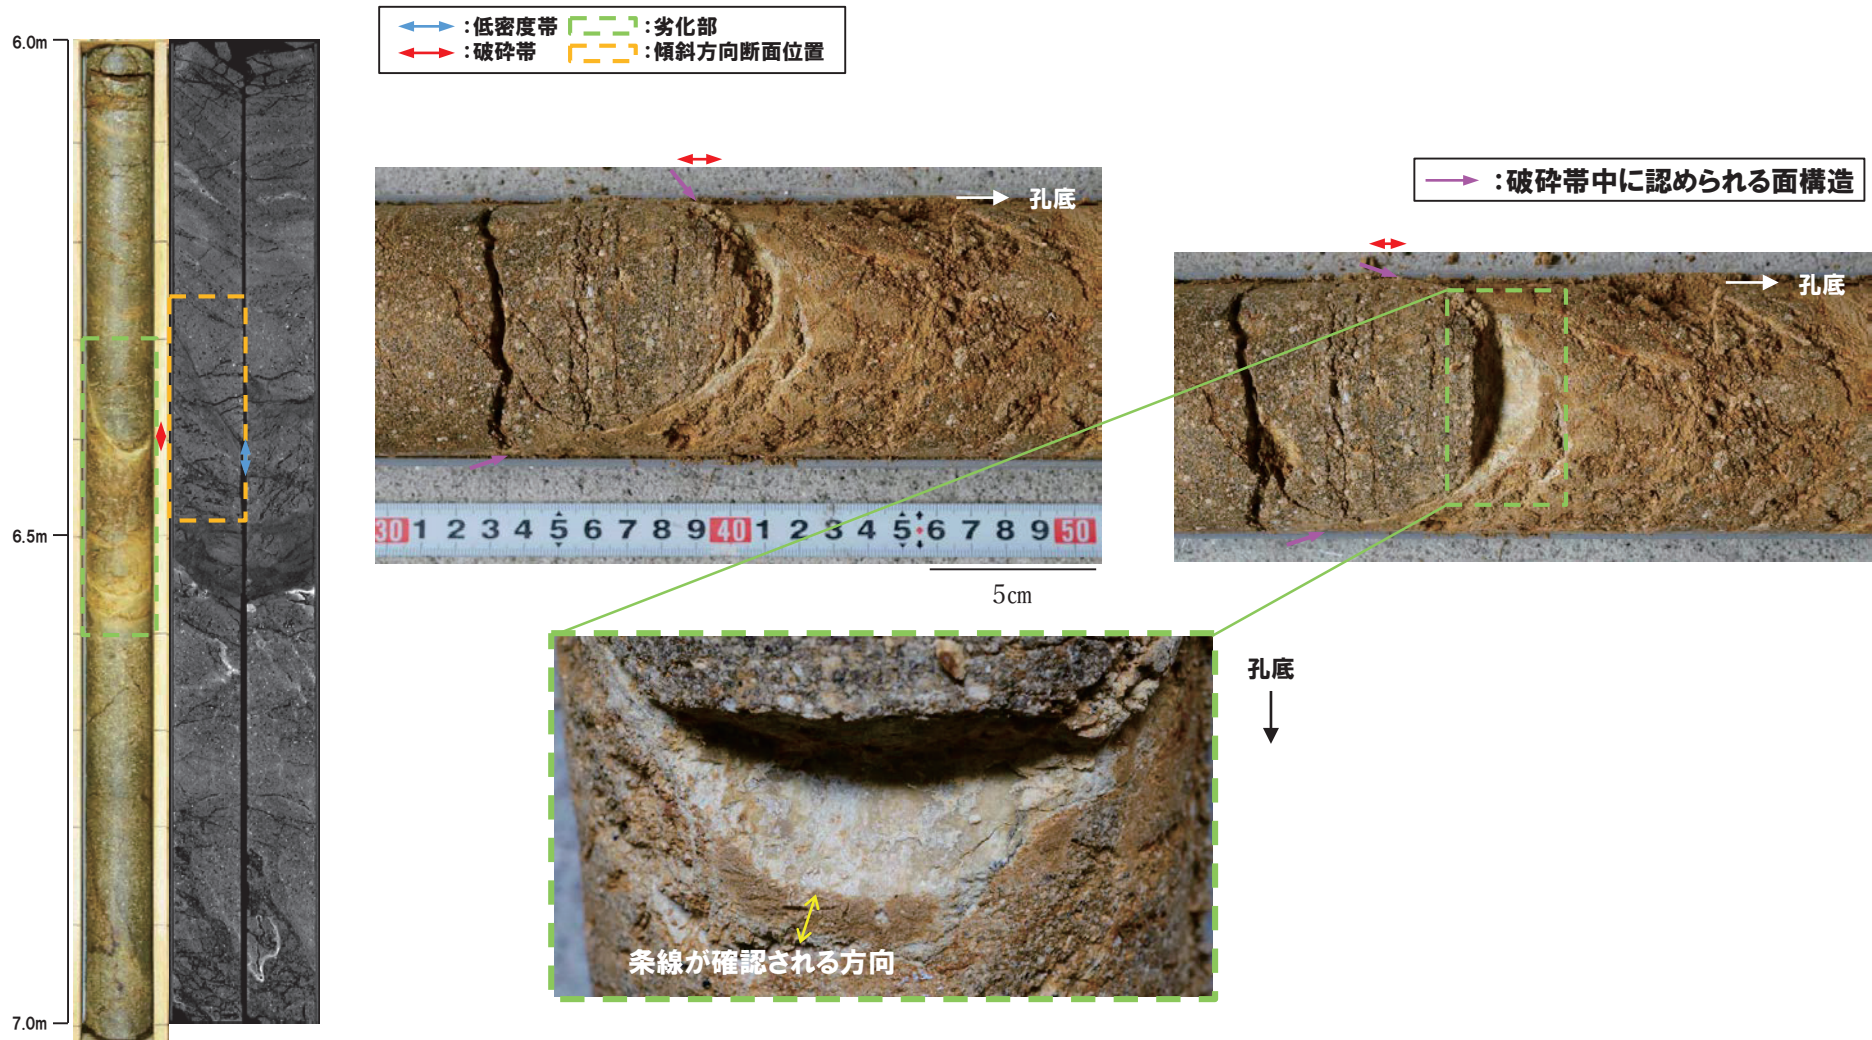 :低密度帯
:劣化部
:破砕帯
:傾斜方向断面位置
6.0m
6.5m
7.0m
:破砕帯中に認められる面構造
孔底
孔底
30 1 2 3 4 5 6 7 8 9 40 1 2 3 4 5 6 7 8 9 50
5cm
孔底
条線が確認される方向